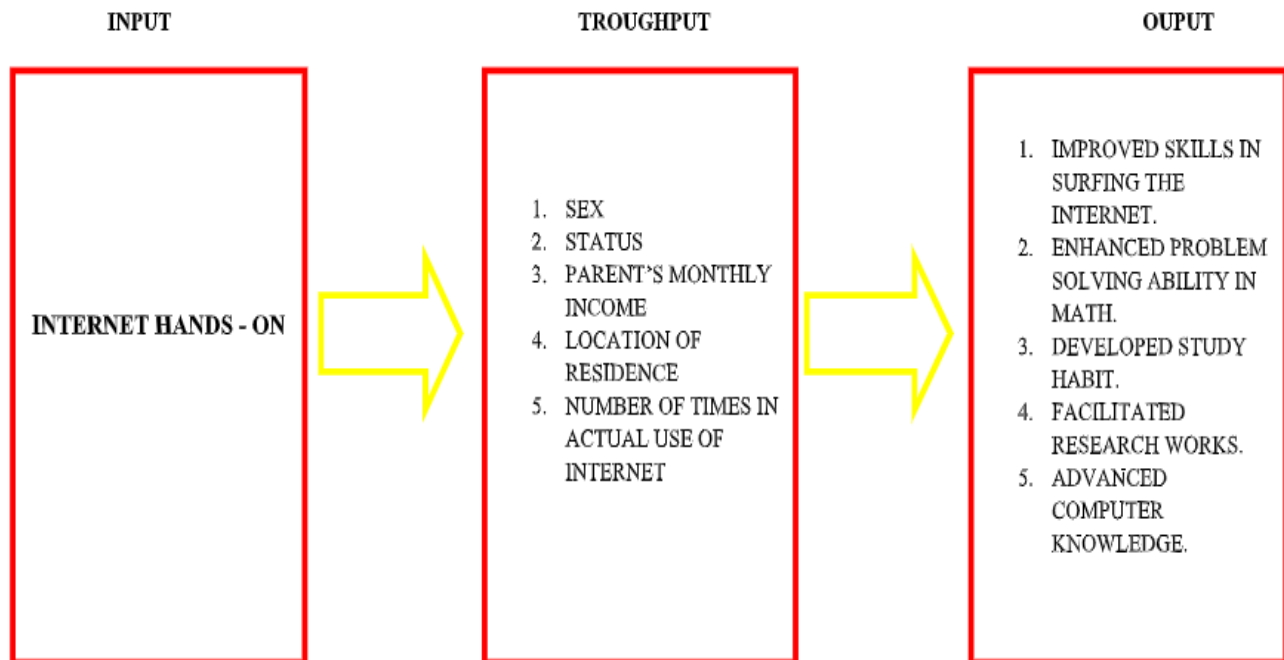 INPUT
TROUGHPUT
OUPUT
INTERNET HANDS - ON
1. SEX
2. STATUS
3. PARENT'S MONTHLY
INCOME
4. LOCATION OF
RESIDENCE
5. NUMBER OF TIMES IN
ACTUAL USE OF
INTERNET
1. IMPROVED SKILLS IN
SURFING THE
INTERNET.
2. ENHANCED PROBLEM
SOLVING ABILITY IN
MATH.
3. DEVELOPED STUDY
HABIT.
4. FACILITATED
RESEARCH WORKS.
5. ADVANCED
COMPUTER
KNOWLEDGE.